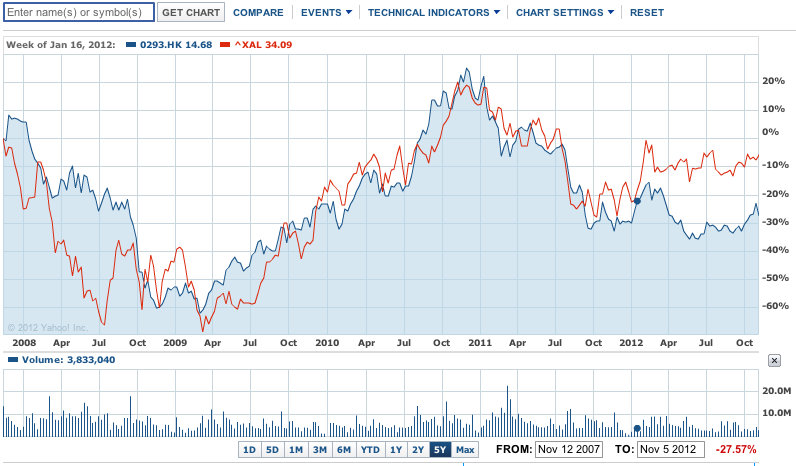 Enter name(s) or symbol(s) GET CHART COMPARE EVENTS TECHNICAL INDICATORS CHART SETTINGS RESET
Week of Jan 16, 2012: 0293.HK 14.68 ^XAL 34.09
20%
10%
0%
-10%
-20%
-30%
-40%
-50%
-60%
© 2012 Yahoo! Inc.
2008 Apr Jul Oct 2009 Apr Jul Oct 2010 Apr Jul Oct 2011 Apr Jul Oct 2012 Apr Jul Oct
Volume: 3,833,040
20.0M
10.0M
1D 5D 1M 3M 6M YTD 1Y 2Y 5Y Max FROM: Nov 12 2007 TO: Nov 5 2012 -27.57%